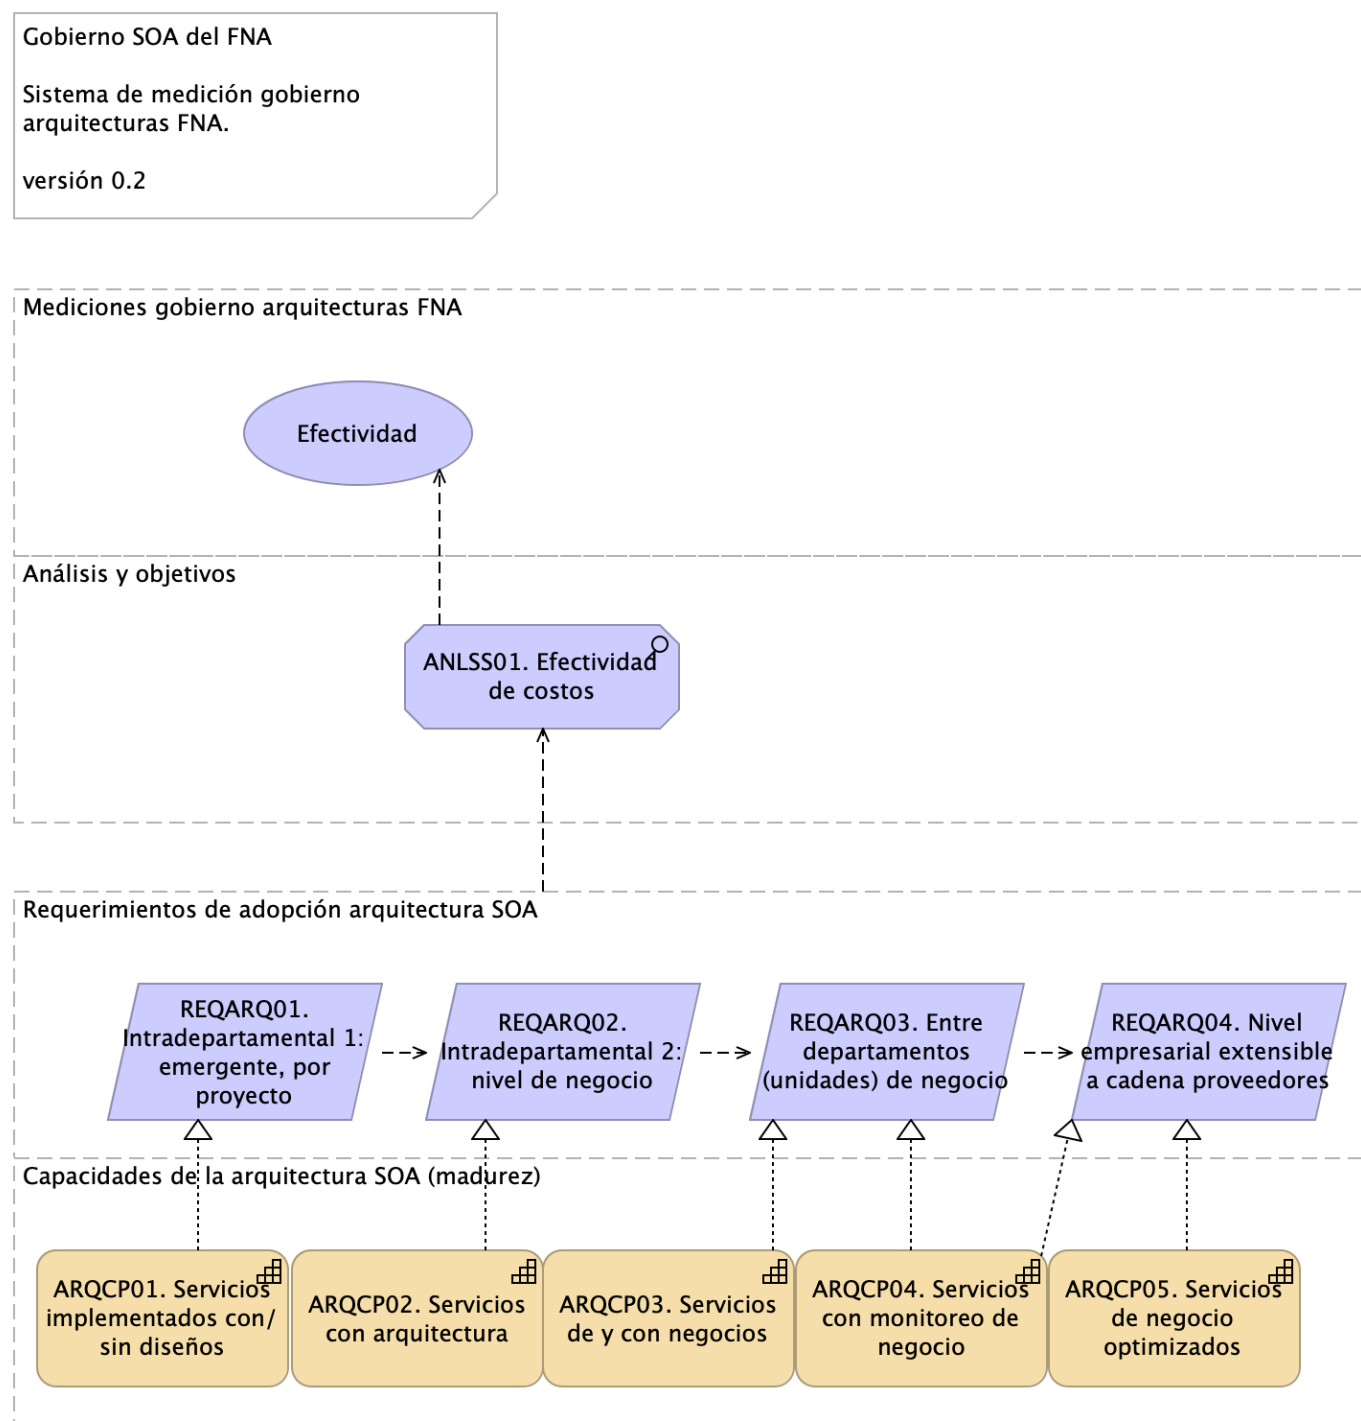 Gobierno SOA del FNA
Sistema de medición gobierno
arquitecturas FNA.
versión 0.2
Mediciones gobierno arquitecturas FNA
Efectividad
Análisis y objetivos
ANLSS01. Efectividad
de costos
Requerimientos de adopción arquitectura SOA
REQARQ01.
Intradepartamental 1:
emergente, por
proyecto
REQARQ02.
Intradepartamental 2:
nivel de negocio
REQARQ03. Entre
departamentos
(unidades) de negocio
REQARQ04. Nivel
empresarial extensible
a cadena proveedores
Capacidades de la arquitectura SOA (madurez)
ARQCP01. Servicios
implementados con/
sin diseños
ARQCP02. Servicios
con arquitectura
ARQCP03. Servicios
de y con negocios
ARQCP04. Servicios
con monitoreo de
negocio
ARQCP05. Servicios
de negocio
optimizados